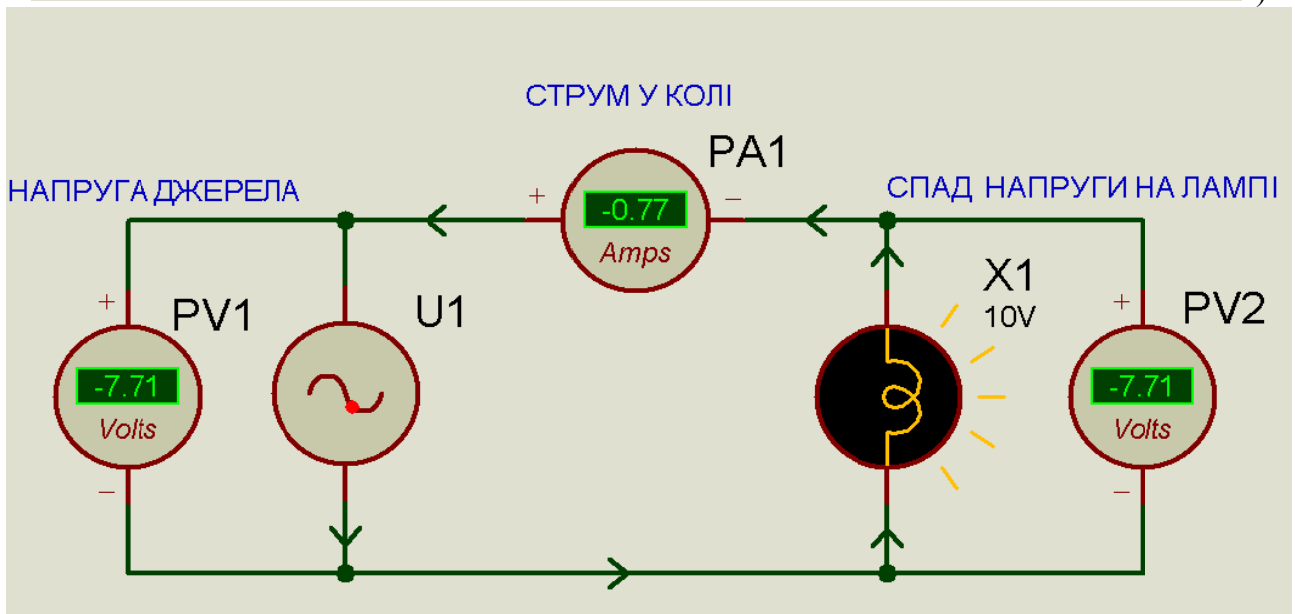 СТРУМ У КОЛІ
PA1
НАПРУГА ДЖЕРЕЛА
СПАД НАПРУГИ НА ЛАМПІ
+
-0.77
−
Amps
X1
10V
+
PV1
U1
+
PV2
-7.71
Volts
-7.71
Volts
−
−